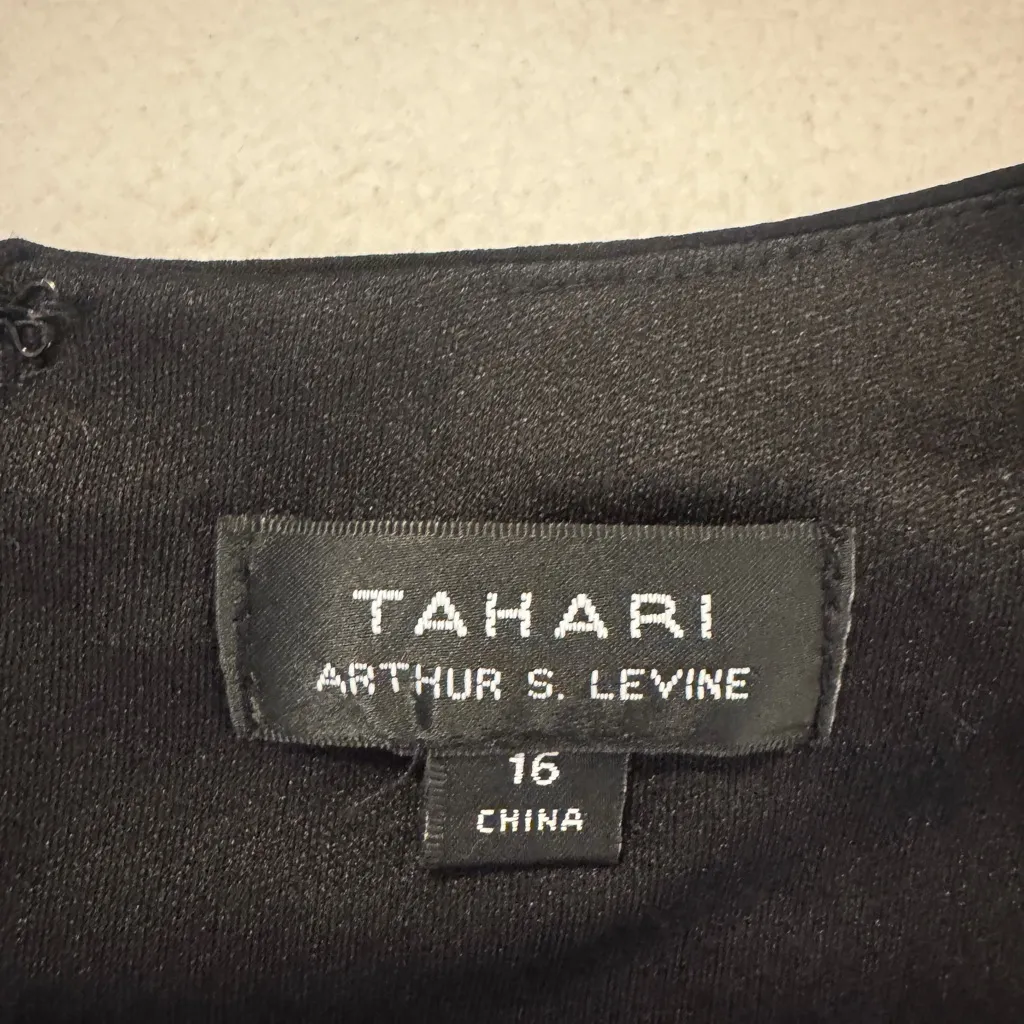 TAHARI
ARTHUR S. LEVINE
16
CHINA